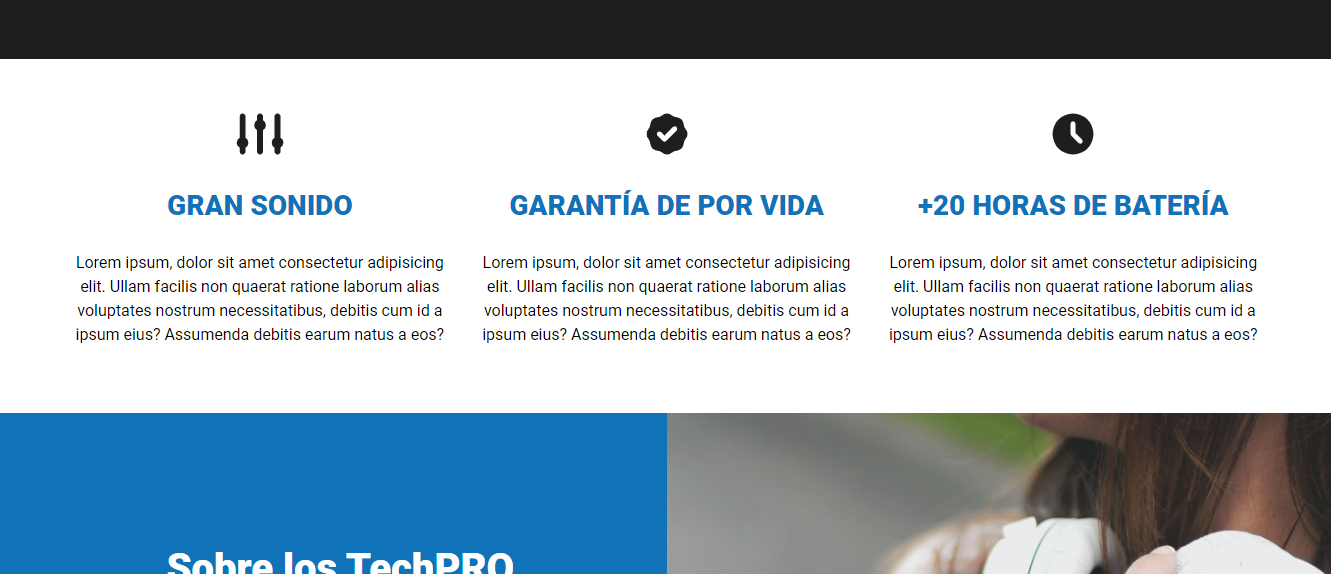 GRAN SONIDO
Lorem ipsum, dolor sit amet consectetur adipisicing
elit. Ullam facilis non quaerat ratione laborum alias
voluptates nostrum necessitatibus, debitis cum id a
ipsum eius? Assumenda debitis earum natus a eos?
GARANTÍA DE POR VIDA
Lorem ipsum, dolor sit amet consectetur adipisicing
elit. Ullam facilis non quaerat ratione laborum alias
voluptates nostrum necessitatibus, debitis cum id a
ipsum eius? Assumenda debitis earum natus a eos?
+20 HORAS DE BATERÍA
Lorem ipsum, dolor sit amet consectetur adipisicing
elit. Ullam facilis non quaerat ratione laborum alias
voluptates nostrum necessitatibus, debitis cum id a
ipsum eius? Assumenda debitis earum natus a eos?
Sobre los TechPRO